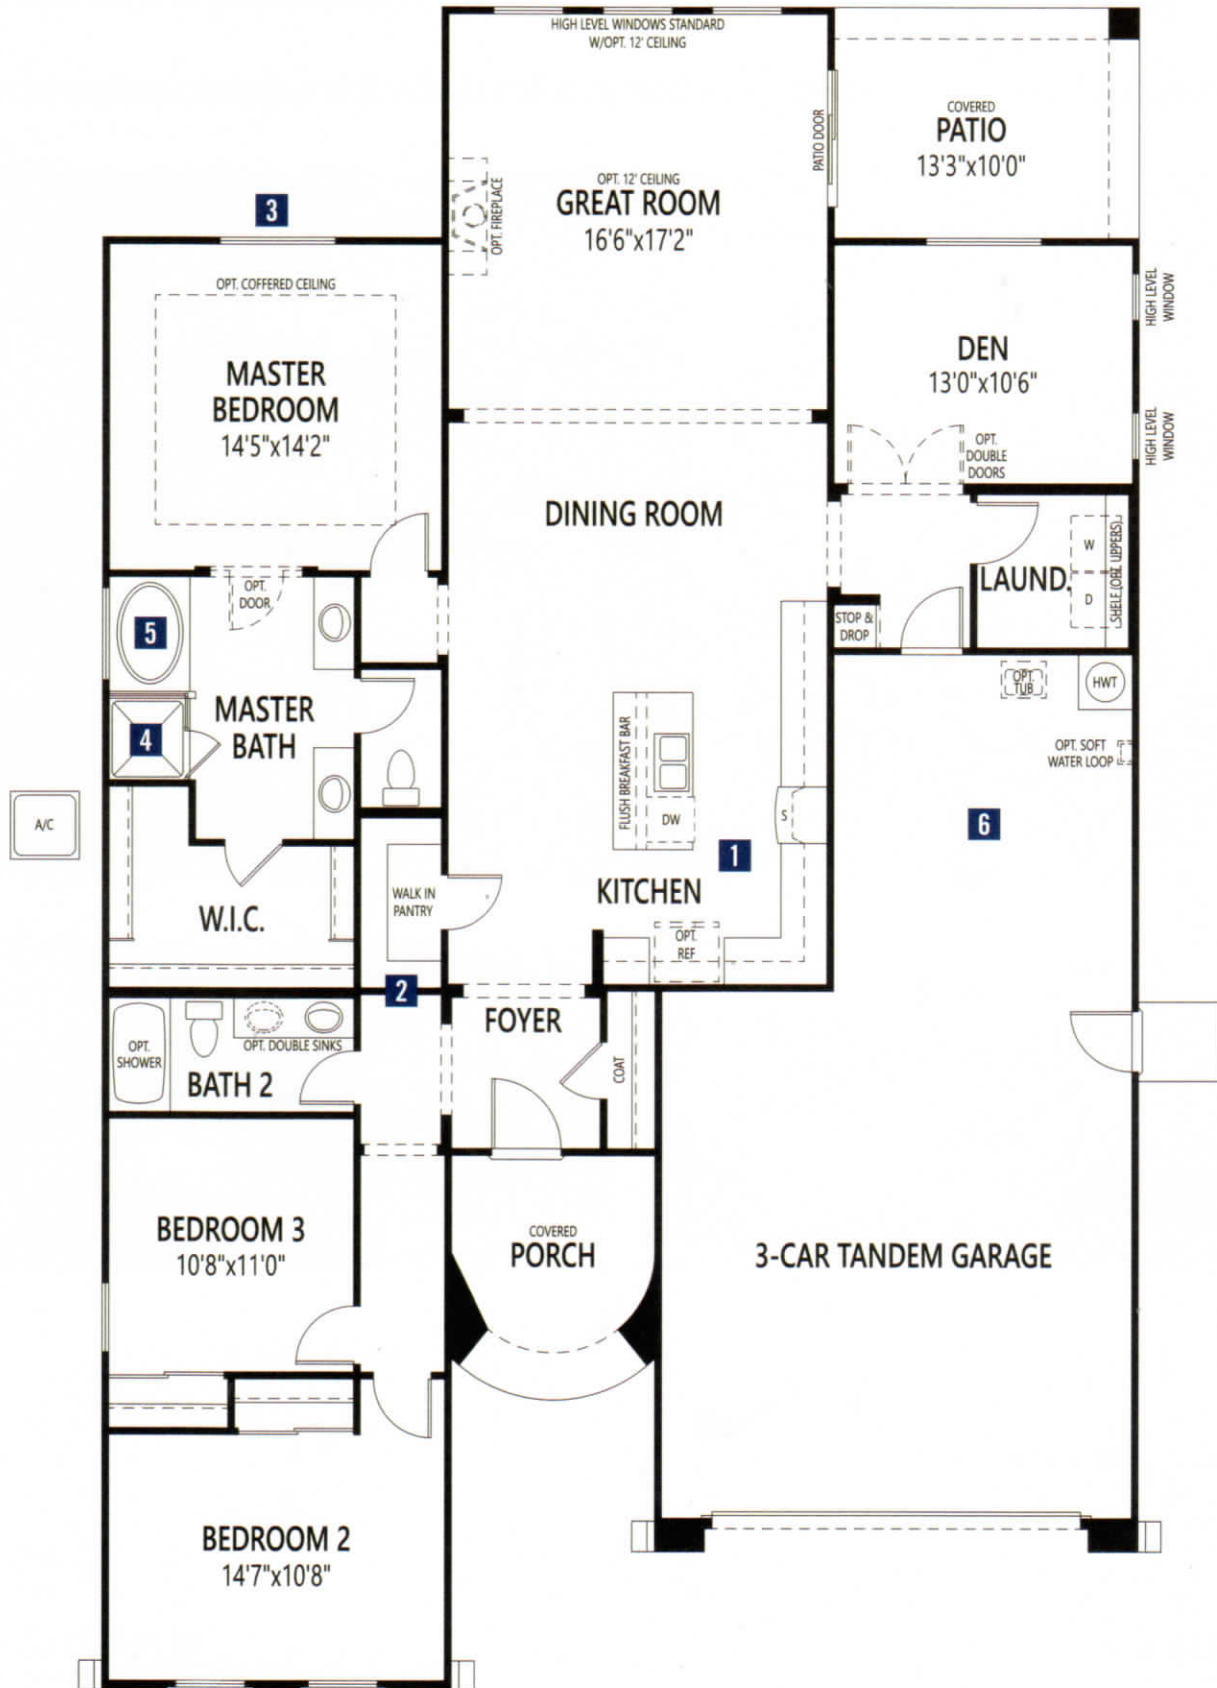 HIGH LEVEL WINDOWS STANDARD
W/OPT. 12' CEILING
COVERED
PATIO
13'3"x10'0"
PATIO DOOR
OPT. 12' CEILING
GREAT ROOM
16'6"x17'2"
OPT. FIREPLACE
3
OPT. COFFERED CEILING
MASTER
BEDROOM
14'5"x14'2"
HIGH LEVEL
WINDOW
DEN
13'0"x10'6"
HIGH LEVEL
WINDOW
OPT.
DOUBLE
DOORS
DINING ROOM
W
D
LAUND.
SHELF (OPT. UPPERS)
STOP &
DROP
OPT.
DOOR
5
MASTER
BATH
4
OPT.
TUB
HWT
OPT. SOFT
WATER LOOP
FLUSH BREAKFAST BAR
DW
S
A/C
1
6
KITCHEN
WALK IN
PANTRY
W.I.C.
OPT.
REF
2
FOYER
OPT.
SHOWER
OPT. DOUBLE SINKS
BATH 2
COAT
BEDROOM 3
10'8"x11'0"
COVERED
PORCH
3-CAR TANDEM GARAGE
BEDROOM 2
14'7"x10'8"